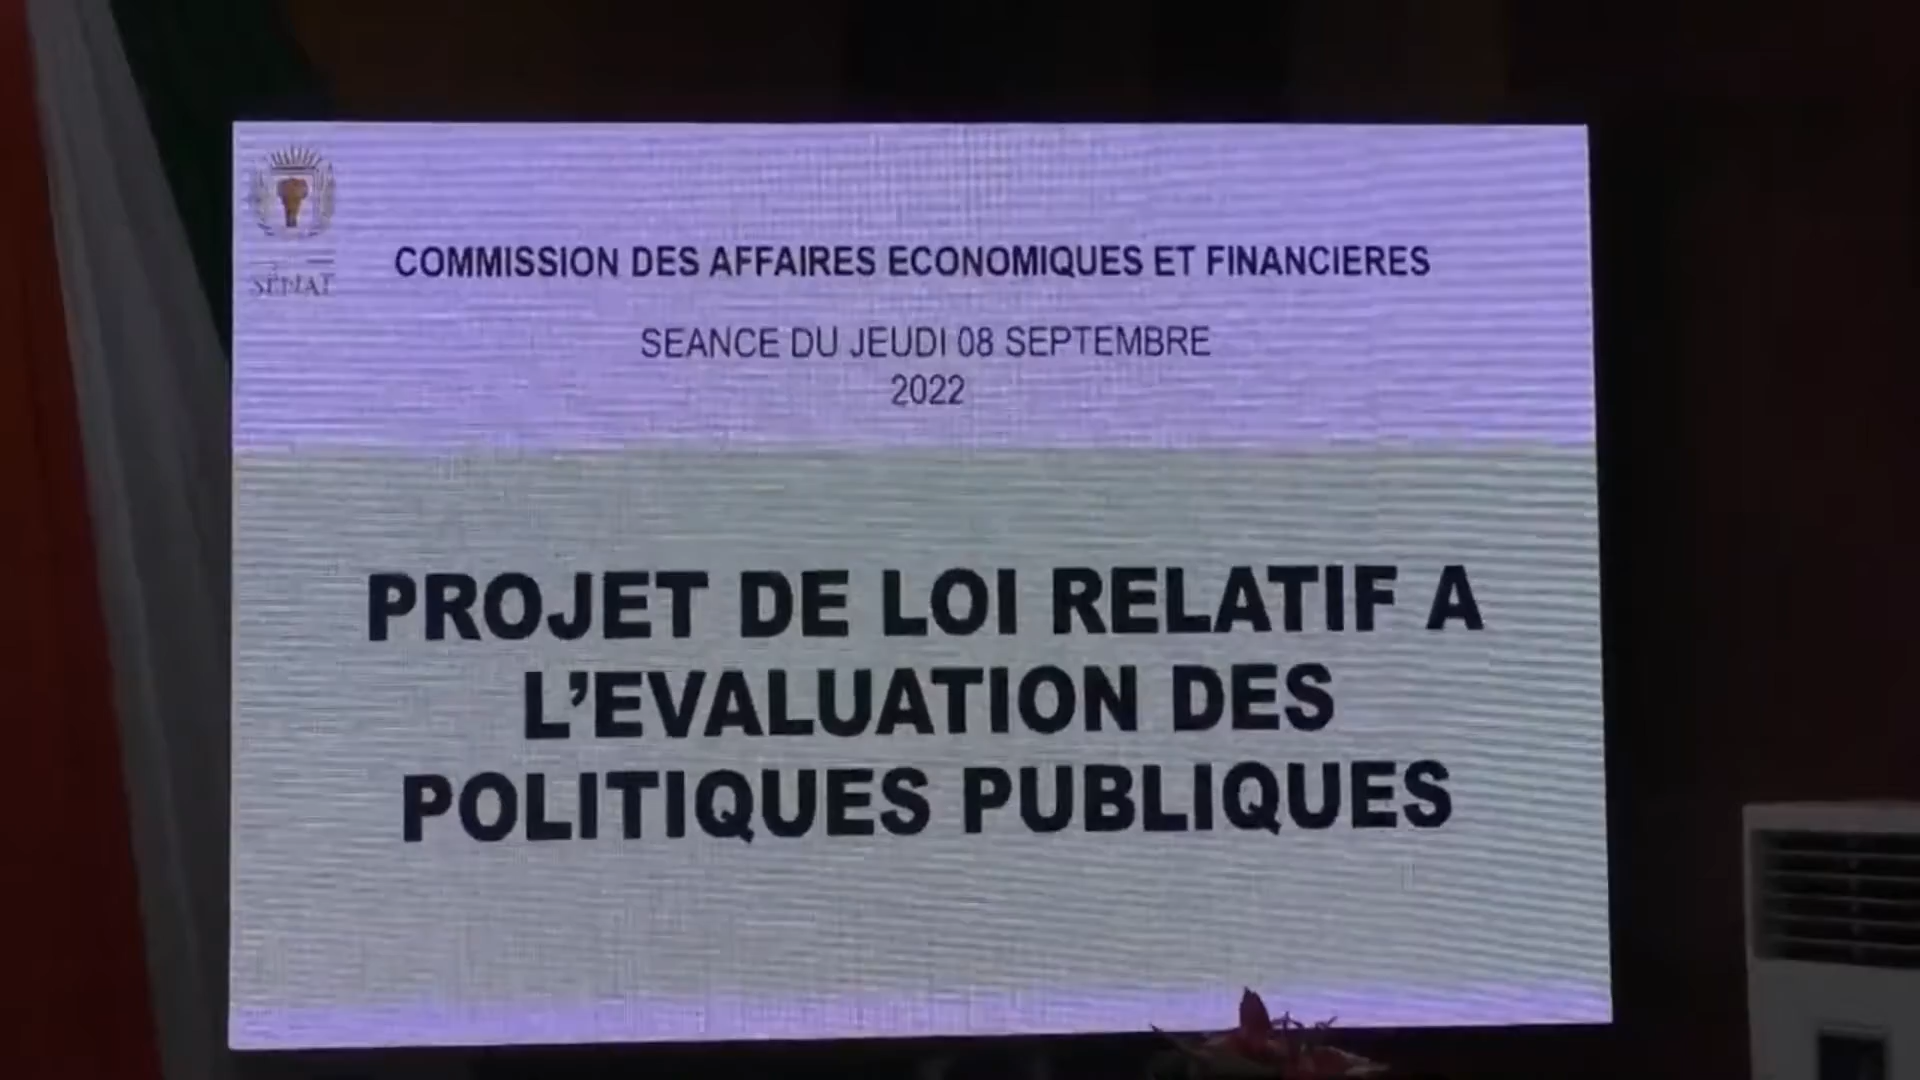 SENAT
COMMISSION DES AFFAIRES ECONOMIQUES ET FINANCIERES
SEANCE DU JEUDI 08 SEPTEMBRE
2022
PROJET DE LOI RELATIF A
L’EVALUATION DES
POLITIQUES PUBLIQUES